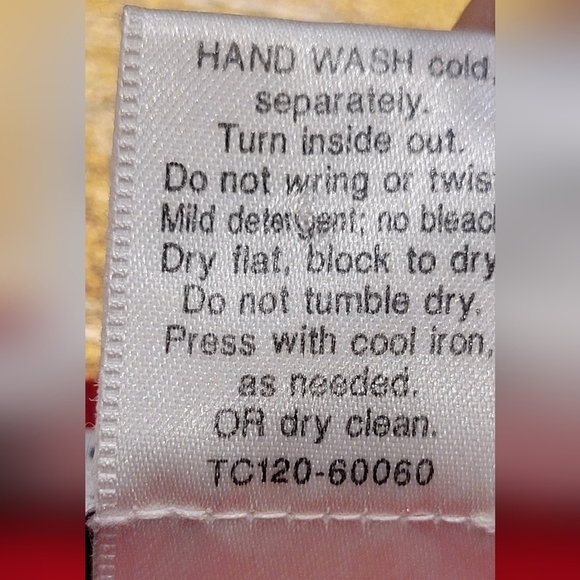 HAND WASH cold,
separately.
Turn inside out.
Do not wring or twis
Mild detergent; no bleac
Dry flat, block to dry
Do not tumble dry.
Press with cool iron,
as needed.
OR dry clean.
TC120-60060